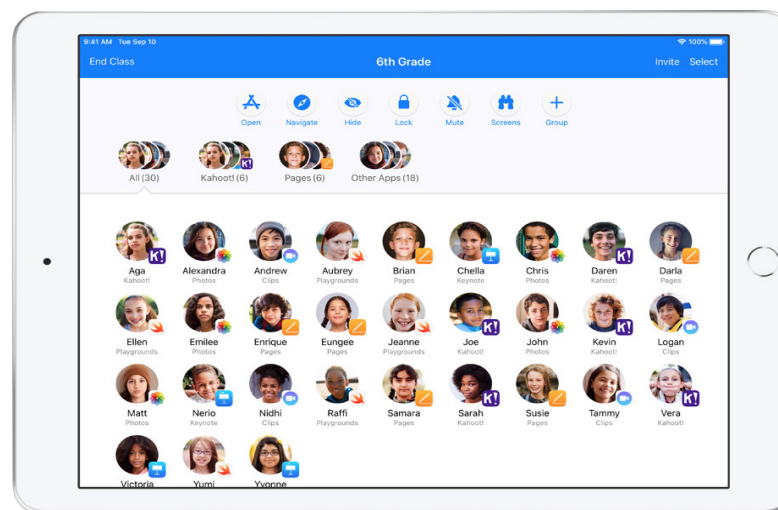 9:41 AM Tue Sep 10 100%
End Class 6th Grade Invite Select
Open Navigate Hide Lock Mute Screens Group
All (30) Kahoot! (6) Pages (6) Other Apps (18)
Aga Alexandra Andrew Aubrey Brian Chella Chris Daren Darla
Kahoot! Photos Clips Playgrounds Pages Keynote Photos Kahoot! Pages
Ellen Emilee Enrique Eungee Jeanne Joe John Kevin Logan
Playgrounds Photos Pages Pages Playgrounds Kahoot! Photos Kahoot! Clips
Matt Nerio Nidhi Raffi Samara Sarah Susie Tammy Vera
Photos Keynote Clips Playgrounds Pages Kahoot! Pages Clips Kahoot!
Victoria Yumi Yvonne